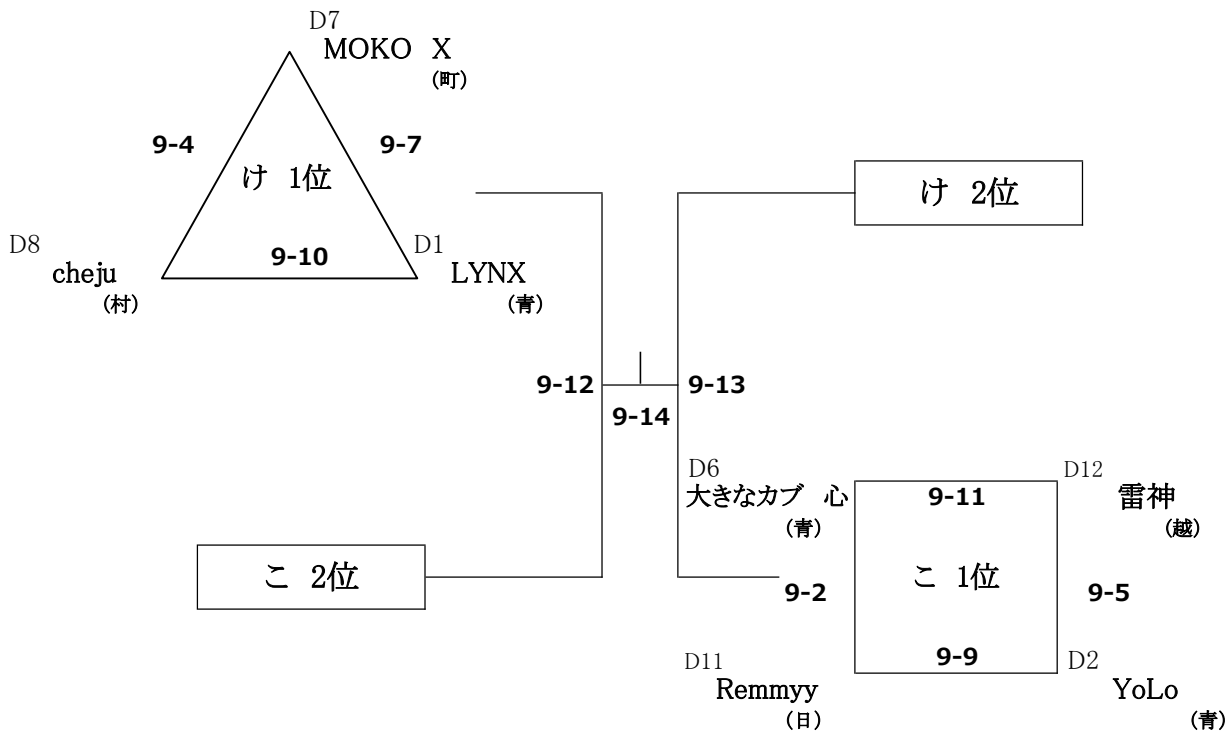 D7
MOKO X
(町)
9-4
9-7
け 1位
け 2位
D8
cheju
(村)
9-10
D1
LYNX
(青)
9-12
9-13
9-14
D6
大きなカブ 心
(青)
9-11
D12
雷神
(越)
こ 2位
9-2
こ 1位
9-5
D11
Remmyy
(日)
9-9
D2
YoLo
(青)